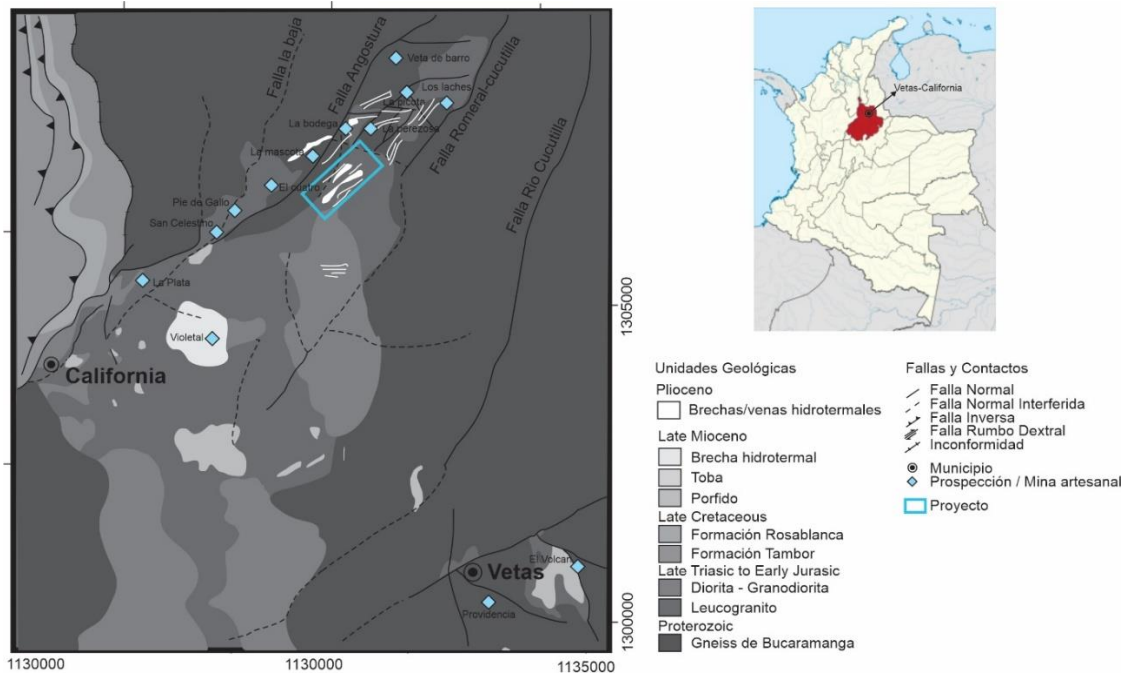 Falla la baja
Falla Angostura
Falla Romeral-cucutilla
Falla Rio Cucutilla
Veta de barro
Los laches
La picota
La bodega
La perezosa
La mascota
El cuatro
Pie de Gallo
San Celestino
La Plata
Violetal
California
El Volcan
Vetas
Providencia
1305000
1300000
1130000
1130000
1135000
Vetas-California
Unidades Geológicas
Plioceno
Brechas/venas hidrotermales
Late Mioceno
Brecha hidrotermal
Toba
Porfido
Late Cretaceous
Formación Rosablanca
Formación Tambor
Late Triasic to Early Jurasic
Diorita - Granodiorita
Leucogranito
Proterozoic
Gneiss de Bucaramanga
Fallas y Contactos
Falla Normal
Falla Normal Interferida
Falla Inversa
Falla Rumbo Dextral
Inconformidad
Municipio
Prospección / Mina artesanal
Proyecto